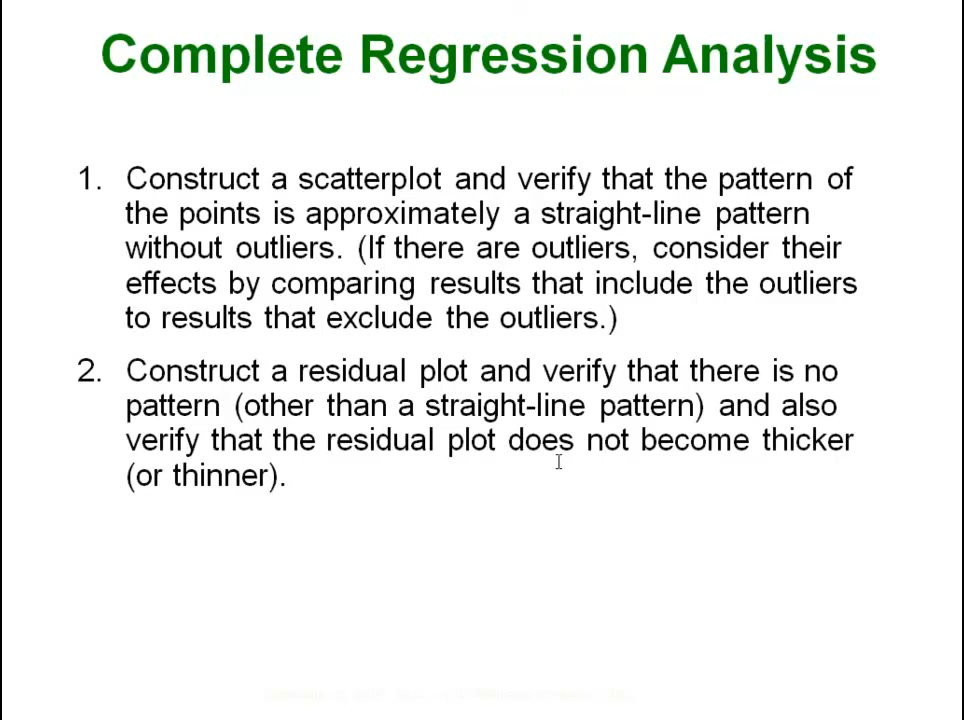 Complete Regression Analysis
1. Construct a scatterplot and verify that the pattern of
the points is approximately a straight-line pattern
without outliers. (If there are outliers, consider their
effects by comparing results that include the outliers
to results that exclude the outliers.)
2. Construct a residual plot and verify that there is no
pattern (other than a straight-line pattern) and also
verify that the residual plot does not become thicker
(or thinner).